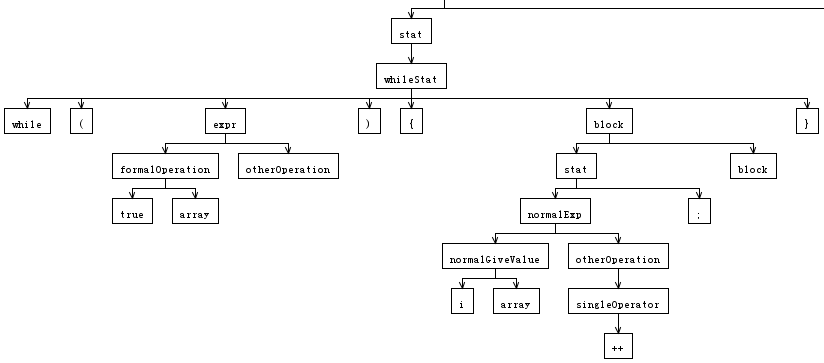 stat
whileStat
while ( expr ) { block }
formalOperation otherOperation stat block
true array normalExp ;
normalGiveValue otherOperation
i array singleOperator
++